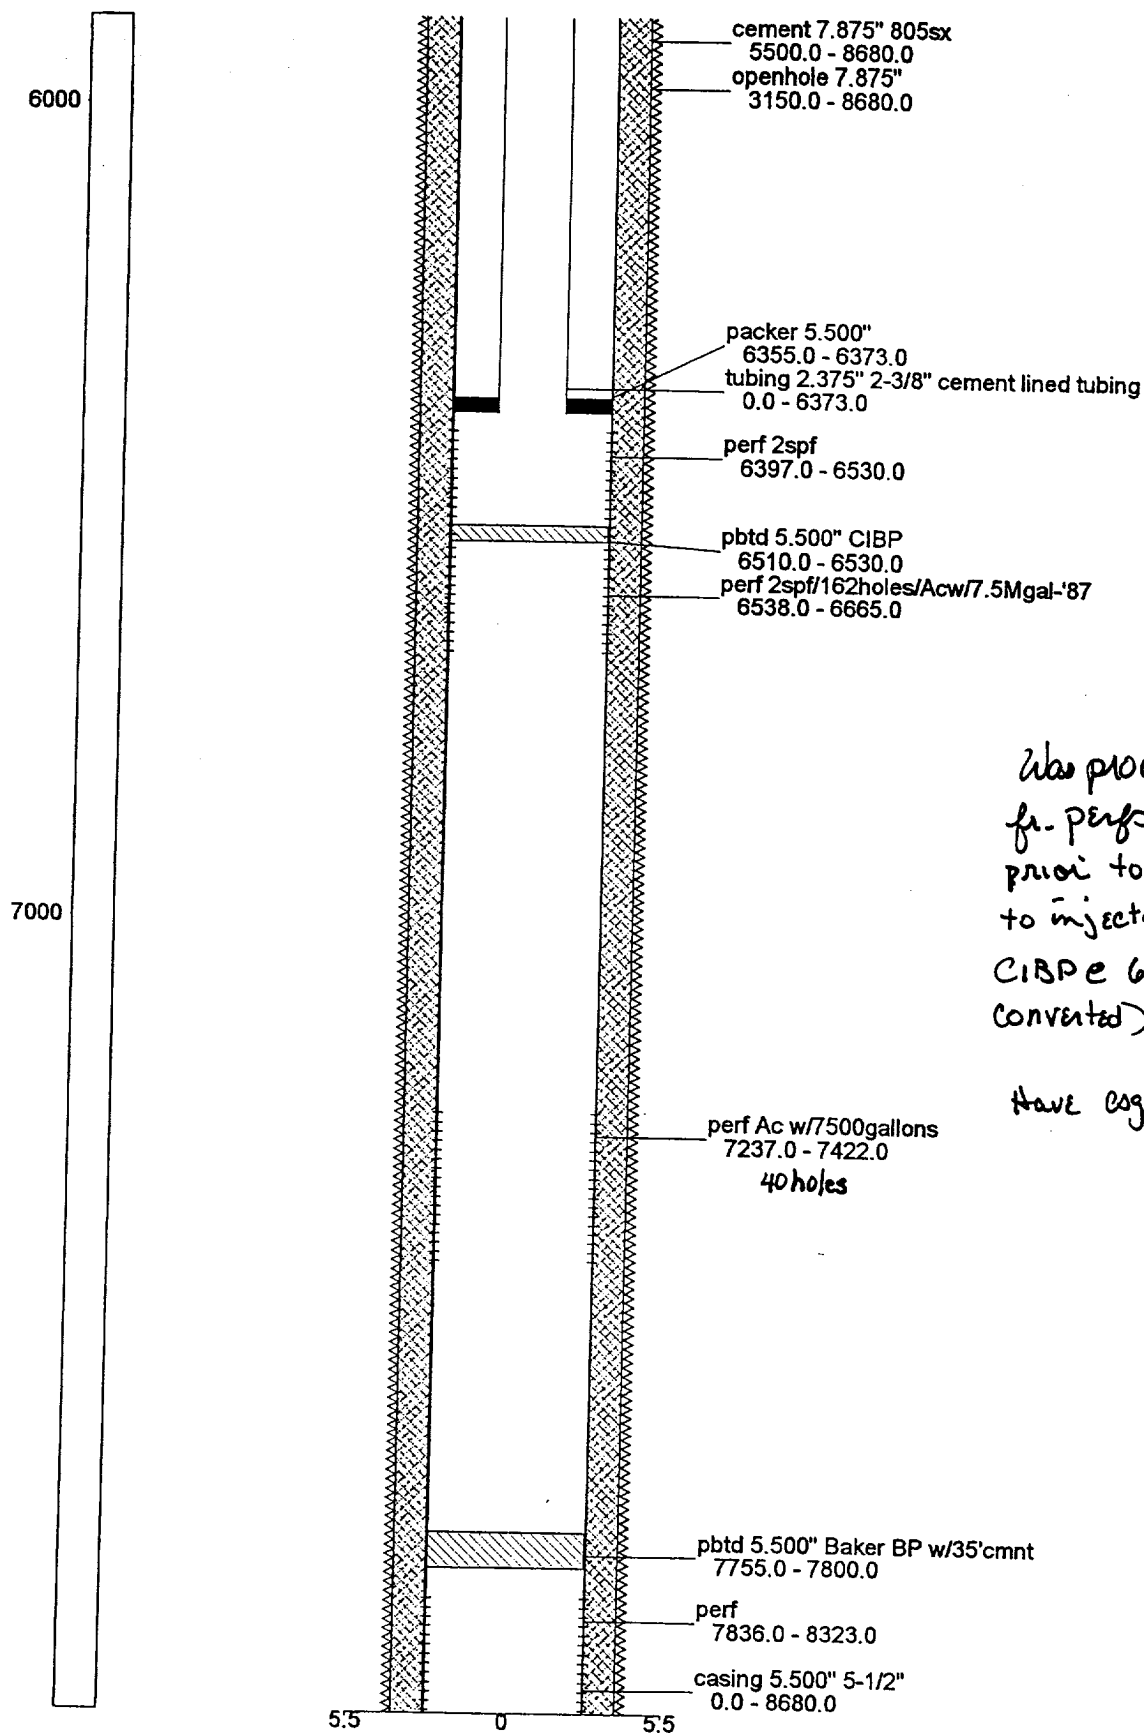 cement 7.875" 805sx
5500.0 - 8680.0
openhole 7.875"
3150.0 - 8680.0
6000
packer 5.500"
6355.0 - 6373.0
tubing 2.375" 2-3/8" cement lined tubing
0.0 - 6373.0
perf 2spf
6397.0 - 6530.0
pbtd 5.500" CIBP
6510.0 - 6530.0
perf 2spf/162holes/Acw/7.5Mgal-'87
6538.0 - 6665.0
Was
fr. perfs
prior to
to inject
CIBP @ 6
converted)
7000
Have csg
perf Ac w/7500gallons
7237.0 - 7422.0
40 holes
pbtd 5.500" Baker BP w/35'cmnt
7755.0 - 7800.0
perf
7836.0 - 8323.0
casing 5.500" 5-1/2"
0.0 - 8680.0
5.5 0 5.5